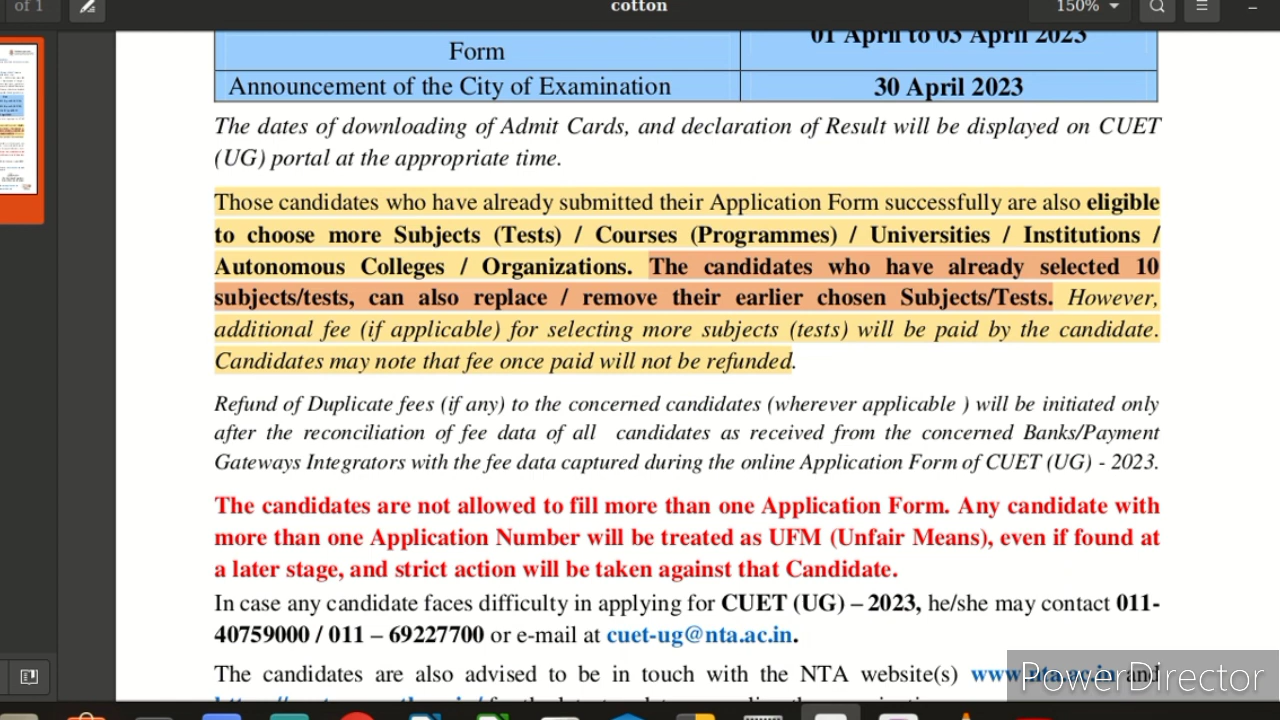 of 1
cotton
150%
01 April to 03 April 2023
Form
Announcement of the City of Examination
30 April 2023
The dates of downloading of Admit Cards, and declaration of Result will be displayed on CUET
(UG) portal at the appropriate time.
Those candidates who have already submitted their Application Form successfully are also eligible
to choose more Subjects (Tests) / Courses (Programmes) / Universities / Institutions /
Autonomous Colleges / Organizations. The candidates who have already selected 10
subjects/tests, can also replace / remove their earlier chosen Subjects/Tests. However,
additional fee (if applicable) for selecting more subjects (tests) will be paid by the candidate.
Candidates may note that fee once paid will not be refunded.
Refund of Duplicate fees (if any) to the concerned candidates (wherever applicable ) will be initiated only
after the reconciliation of fee data of all candidates as received from the concerned Banks/Payment
Gateways Integrators with the fee data captured during the online Application Form of CUET (UG) - 2023.
The candidates are not allowed to fill more than one Application Form. Any candidate with
more than one Application Number will be treated as UFM (Unfair Means), even if found at
a later stage, and strict action will be taken against that Candidate.
In case any candidate faces difficulty in applying for CUET (UG) – 2023, he/she may contact 011-
40759000 / 011 – 69227700 or e-mail at cuet-ug@nta.ac.in.
The candidates are also advised to be in touch with the NTA website(s) www.nta.ac.in and
PowerDirector